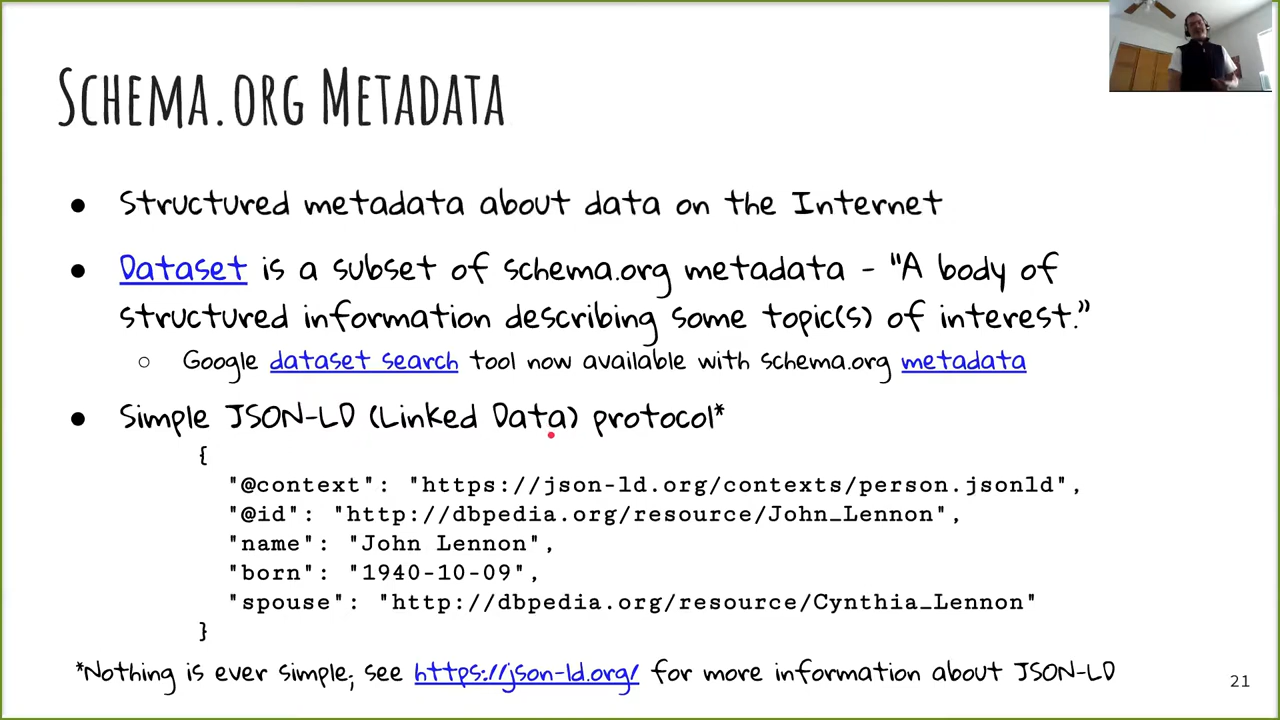 Schema.org Metadata
● Structured metadata about data on the Internet
● Dataset is a subset of schema.org metadata - "A body of
structured information describing some topic(s) of interest."
○ Google dataset search tool now available with schema.org metadata
● Simple JSON-LD (Linked Data) protocol*
{
"@context": "https://json-ld.org/contexts/person.jsonld",
"@id": "http://dbpedia.org/resource/John_Lennon",
"name": "John Lennon",
"born": "1940-10-09",
"spouse": "http://dbpedia.org/resource/Cynthia_Lennon"
}
*Nothing is ever simple; see https://json-ld.org/ for more information about JSON-LD
21